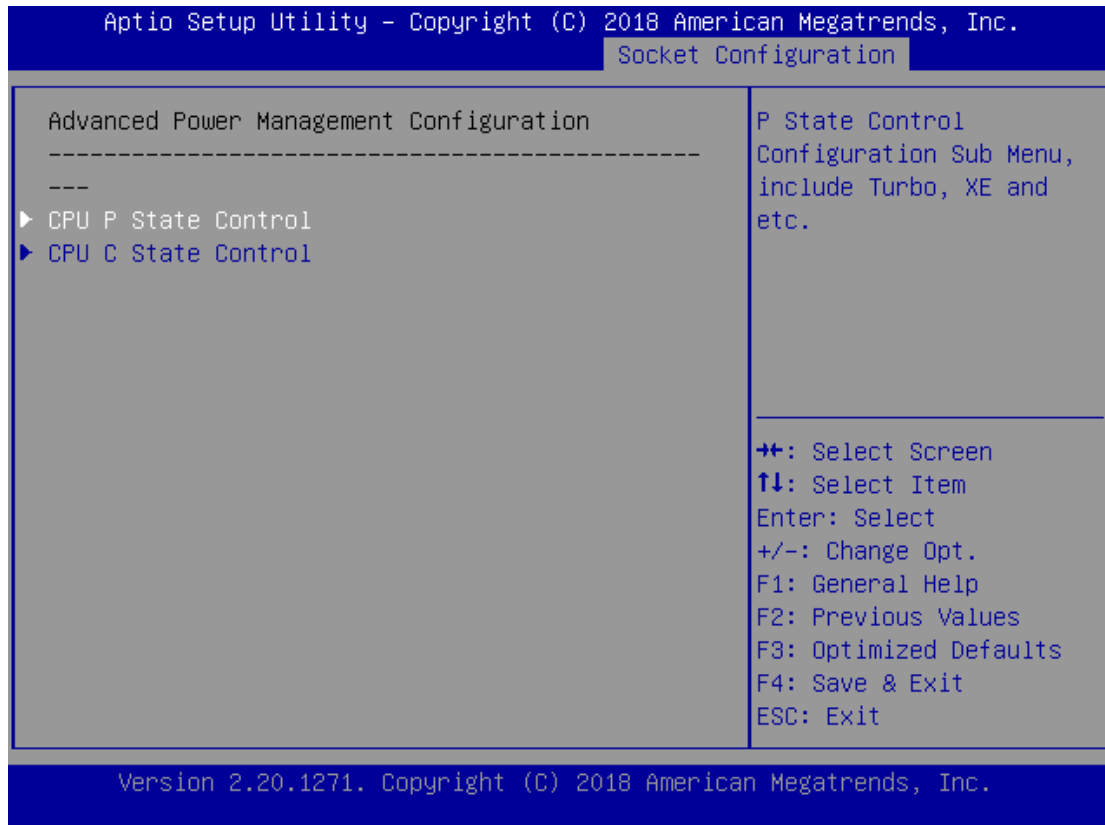 Aptio Setup Utility – Copyright (C) 2018 American Megatrends, Inc.
Socket Configuration
Advanced Power Management Configuration
-----------------------------------------------
---
▶ CPU P State Control
▶ CPU C State Control
P State Control
Configuration Sub Menu,
include Turbo, XE and
etc.
→←: Select Screen
↑↓: Select Item
Enter: Select
+/-: Change Opt.
F1: General Help
F2: Previous Values
F3: Optimized Defaults
F4: Save & Exit
ESC: Exit
Version 2.20.1271. Copyright (C) 2018 American Megatrends, Inc.